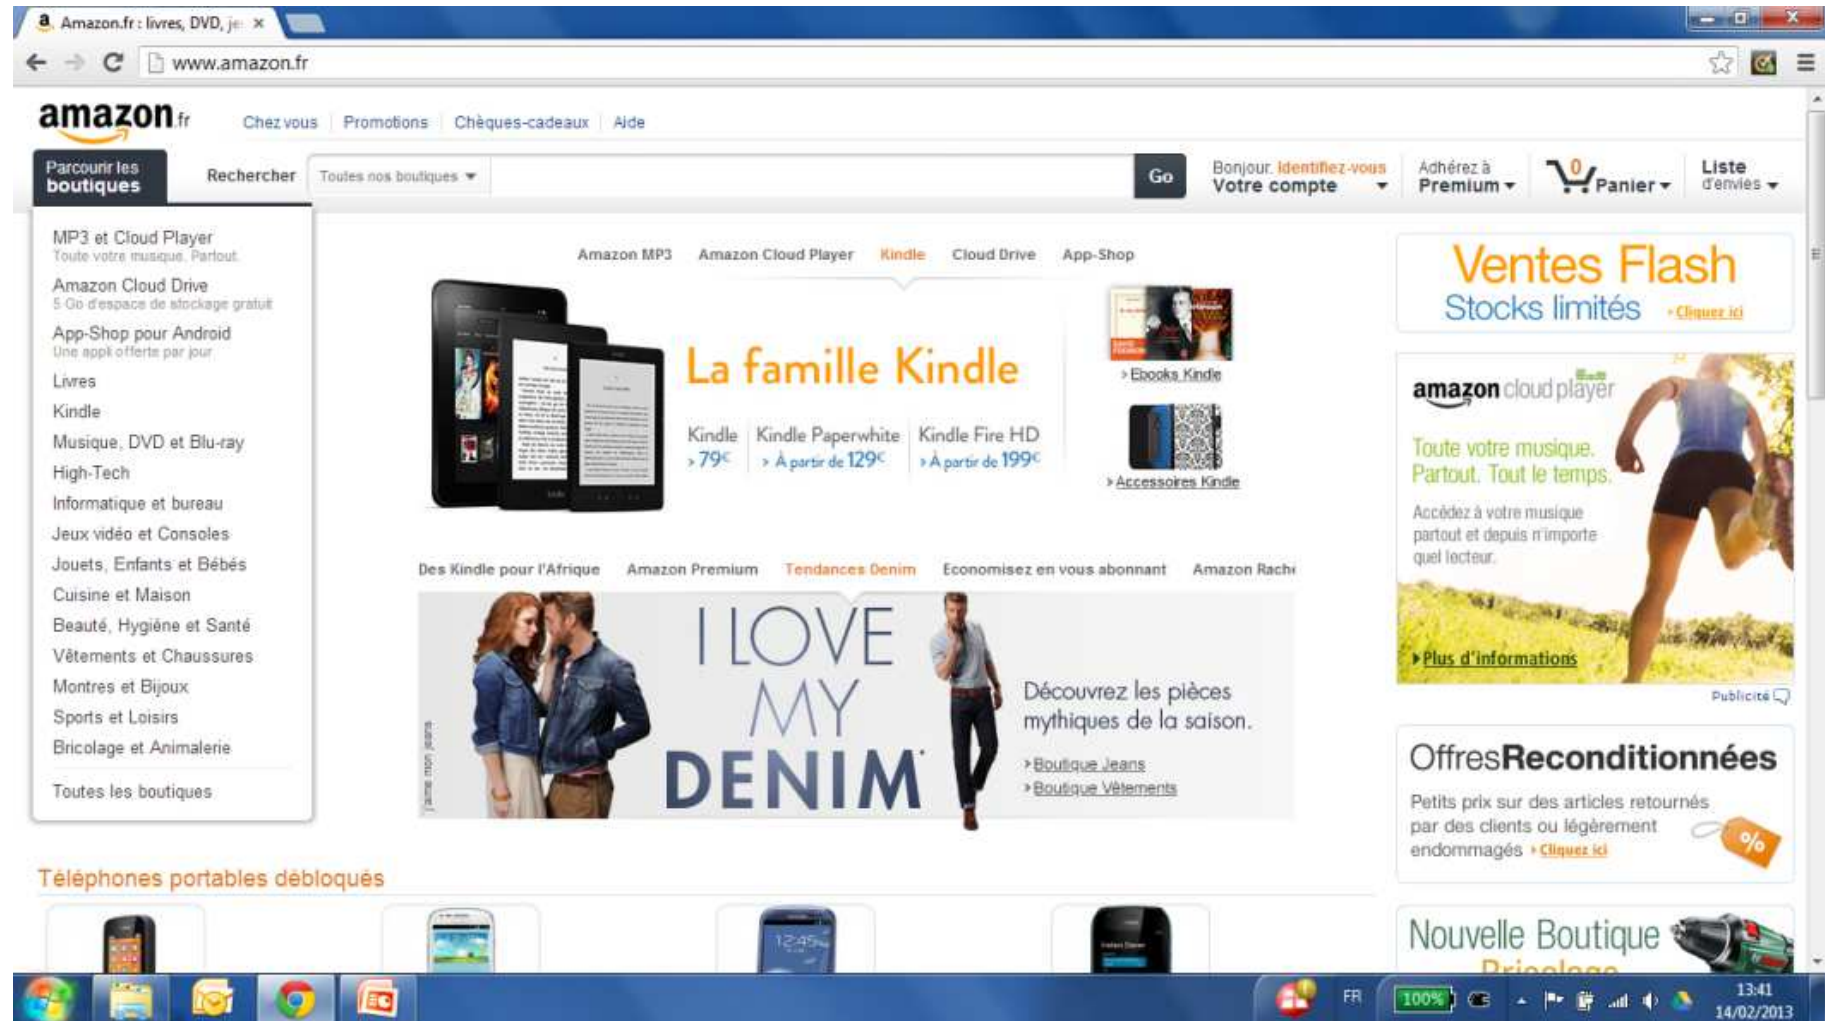 Amazon.fr : livres, DVD, je
www.amazon.fr
amazon.fr
Chez vous
Promotions
Chèques-cadeaux
Aide
Parcourir les
boutiques
Rechercher
Toutes nos boutiques
Go
Bonjour. Identifiez-vous
Votre compte
Adhérez à
Premium
0
Panier
Liste
d'envies
MP3 et Cloud Player
Toute votre musique. Partout.
Amazon Cloud Drive
5 Go d'espace de stockage gratuit
App-Shop pour Android
Une appli offerte par jour
Livres
Kindle
Musique, DVD et Blu-ray
High-Tech
Informatique et bureau
Jeux vidéo et Consoles
Jouets, Enfants et Bébés
Cuisine et Maison
Beauté, Hygiène et Santé
Vêtements et Chaussures
Montres et Bijoux
Sports et Loisirs
Bricolage et Animalerie
Toutes les boutiques
Amazon MP3
Amazon Cloud Player
Kindle
Cloud Drive
App-Shop
La famille Kindle
Kindle
> 79€
Kindle Paperwhite
> À partir de 129€
Kindle Fire HD
> À partir de 199€
> Ebooks Kindle
> Accessoires Kindle
Des Kindle pour l'Afrique
Amazon Premium
Tendances Denim
Economisez en vous abonnant
Amazon Rach
I LOVE
MY
DENIM*
j'aime mon jeans
Découvrez les pièces
mythiques de la saison.
> Boutique Jeans
> Boutique Vêtements
Ventes Flash
Stocks limités
> Cliquez ici
amazon cloud player
Toute votre musique.
Partout. Tout le temps.
Accédez à votre musique
partout et depuis n'importe
quel lecteur.
Plus d'informations
Publicité
OffresReconditionnées
Petits prix sur des articles retournés
par des clients ou légèrement
endommagés > Cliquez ici
%
Nouvelle Boutique
Bricolage
Téléphones portables débloqués
12:45
FR
100%
13:41
14/02/2013